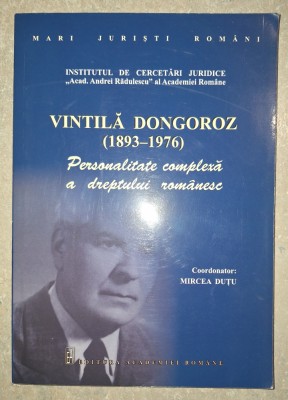 MARI JURIȘTI ROMÂNI
INSTITUTUL DE CERCETĂRI JURIDICE
„Acad. Andrei Rădulescu” al Academiei Române
VINTILĂ DONGOROZ
(1893–1976)
Personalitate complexă
a dreptului românesc
Coordonator:
MIRCEA DUȚU
EDITURA ACADEMIEI ROMÂNE